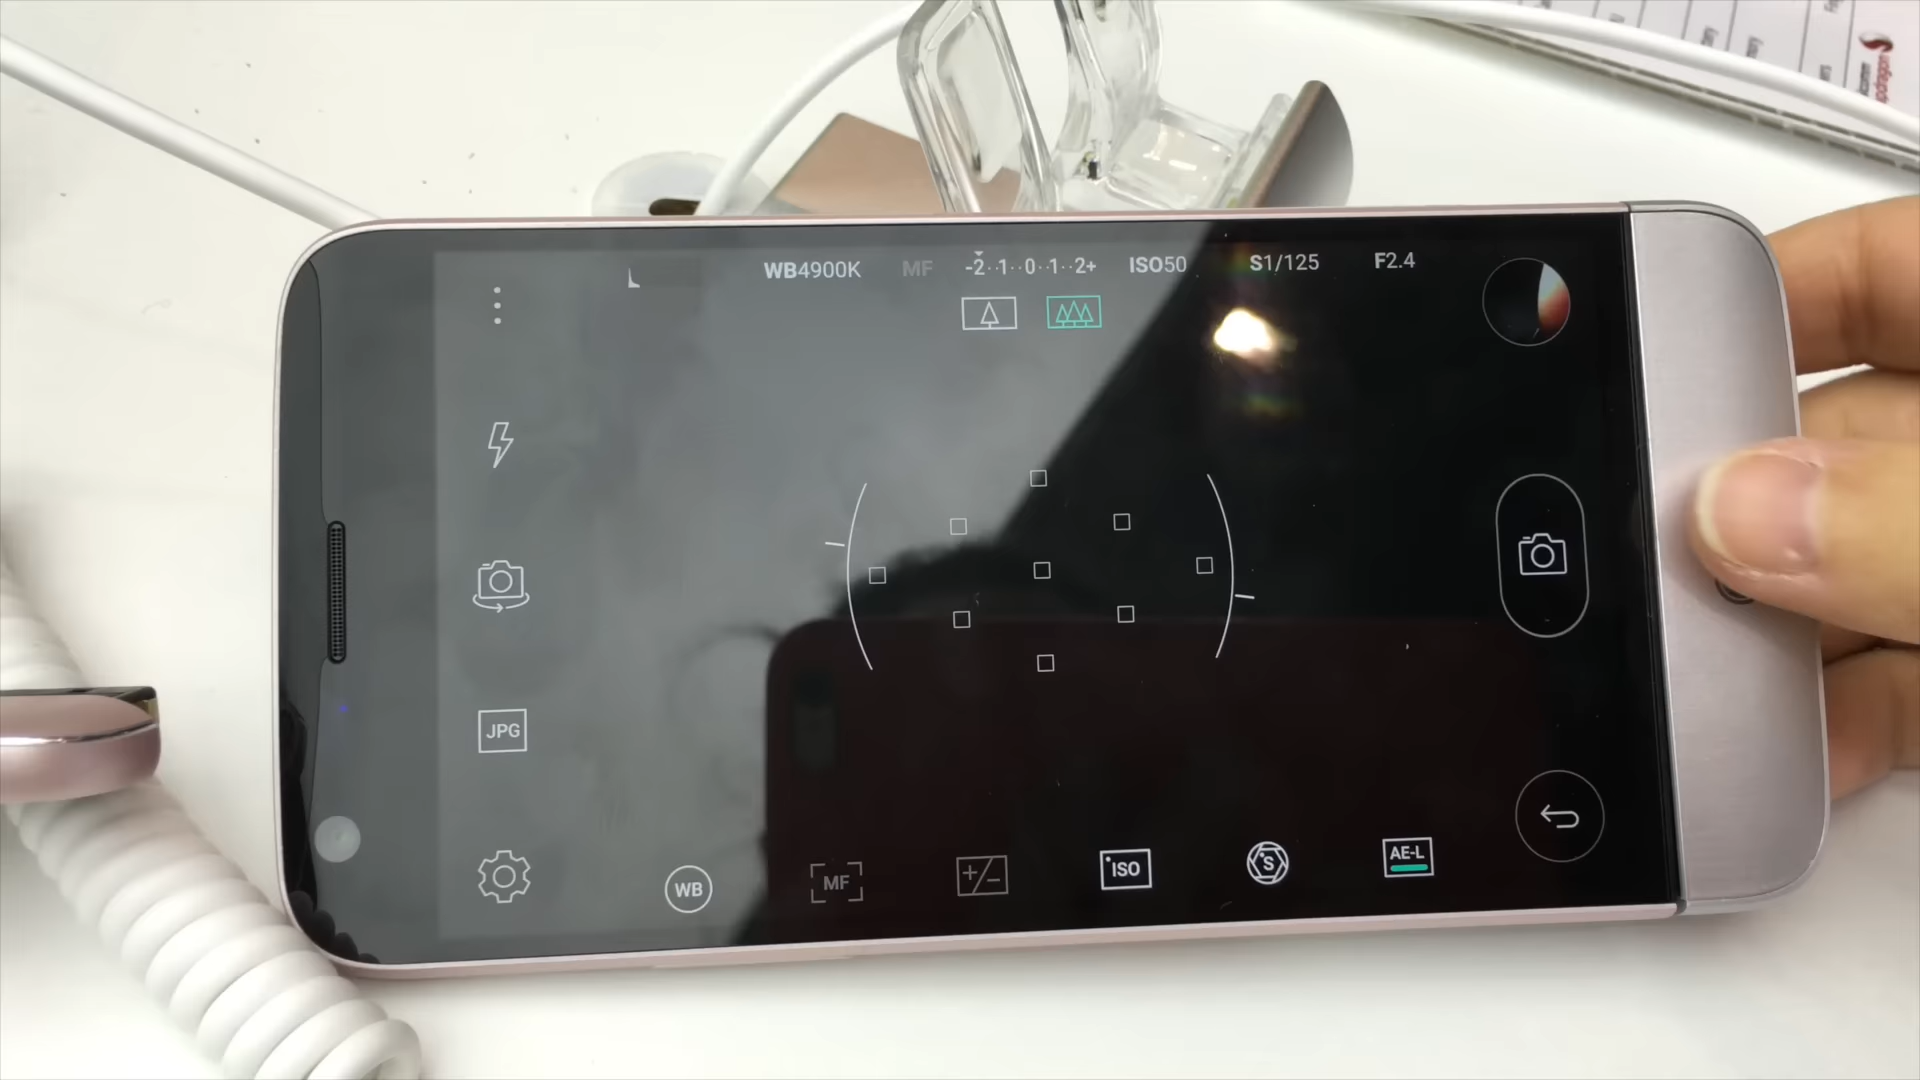 WB4900K MF -2··1··0··1··2+ ISO50 S1/125 F2.4
JPG
WB MF +/- ISO S AE-L